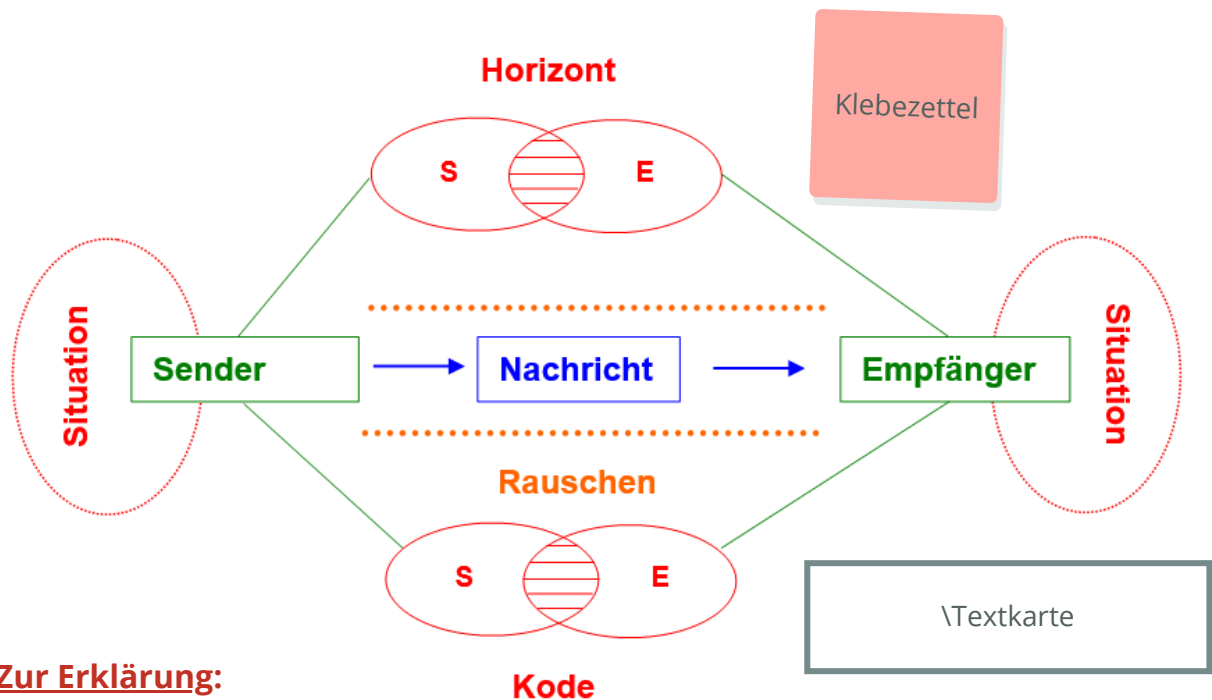 Horizont
Klebezettel
S E
Situation
Sender
Nachricht
Empfänger
Situation
Rauschen
S E
\Textkarte
Zur Erklärung:
Kode